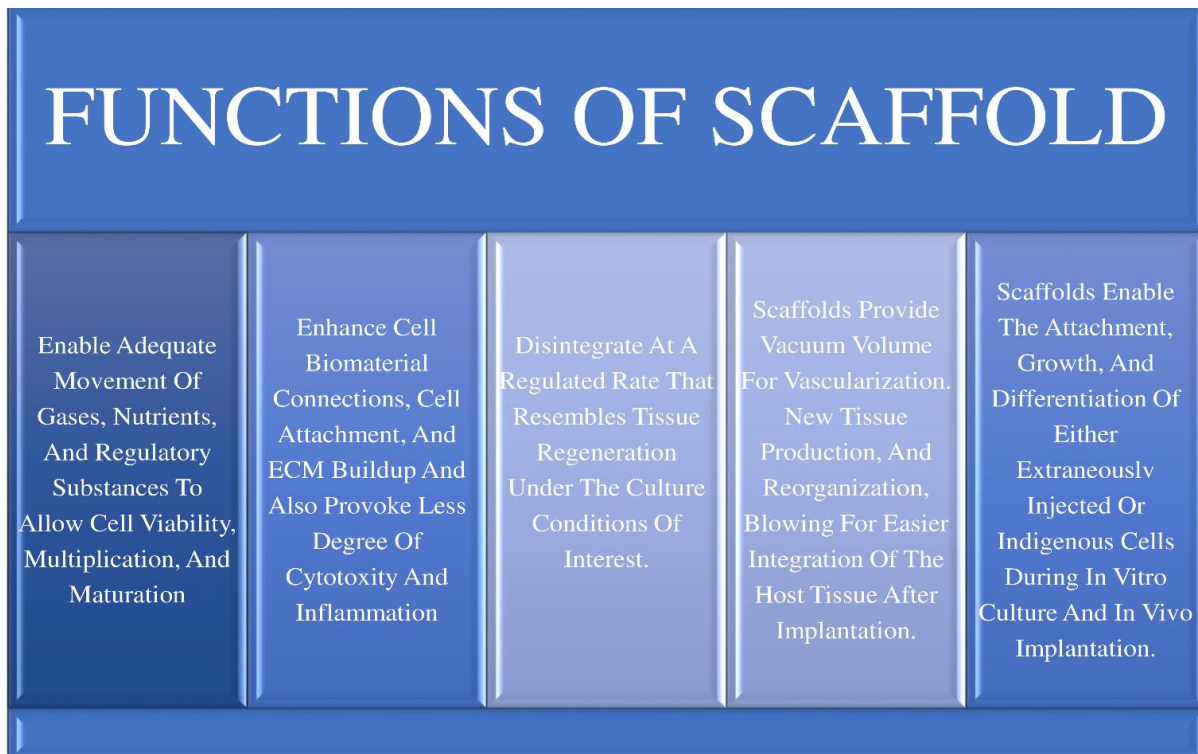 FUNCTIONS OF SCAFFOLD
Enable Adequate
Movement Of
Gases, Nutrients,
And Regulatory
Substances To
Allow Cell Viability,
Multiplication, And
Maturation
Enhance Cell
Biomaterial
Connections, Cell
Attachment, And
ECM Buildup And
Also Provoke Less
Degree Of
Cytotoxity And
Inflammation
Disintegrate At A
Regulated Rate That
Resembles Tissue
Regeneration
Under The Culture
Conditions Of
Interest.
Scaffolds Provide
Vacuum Volume
For Vascularization.
New Tissue
Production, And
Reorganization,
Blowing For Easier
Integration Of The
Host Tissue After
Implantation.
Scaffolds Enable
The Attachment,
Growth, And
Differentiation Of
Either
Extraneouslv
Injected Or
Indigenous Cells
During In Vitro
Culture And In Vivo
Implantation.